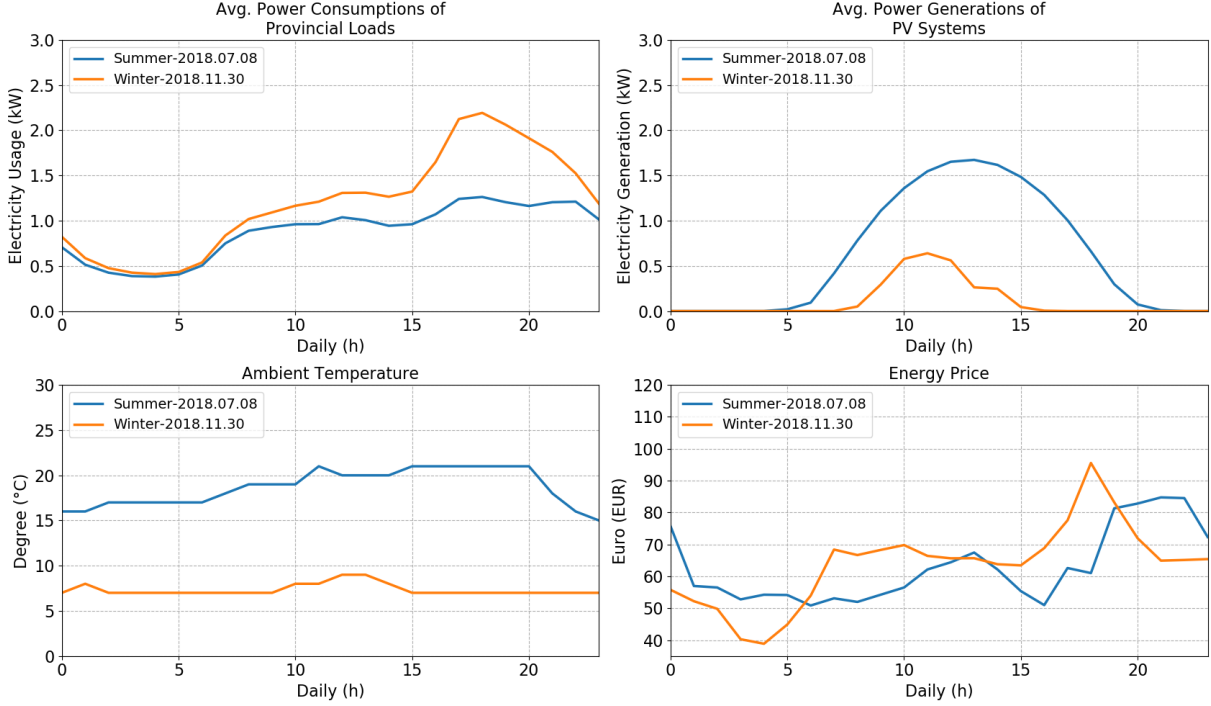 Avg. Power Consumptions of
Provincial Loads
3.0
2.5
2.0
1.5
1.0
0.5
0.0
Electricity Usage (kW)
Summer-2018.07.08
Winter-2018.11.30
0 5 10 15 20
Daily (h)
Avg. Power Generations of
PV Systems
3.0
2.5
2.0
1.5
1.0
0.5
0.0
Electricity Generation (kW)
Summer-2018.07.08
Winter-2018.11.30
0 5 10 15 20
Daily (h)
Ambient Temperature
30
25
20
15
10
5
0
Degree (°C)
Summer-2018.07.08
Winter-2018.11.30
0 5 10 15 20
Daily (h)
Energy Price
120
110
100
90
80
70
60
50
40
Euro (EUR)
Summer-2018.07.08
Winter-2018.11.30
0 5 10 15 20
Daily (h)